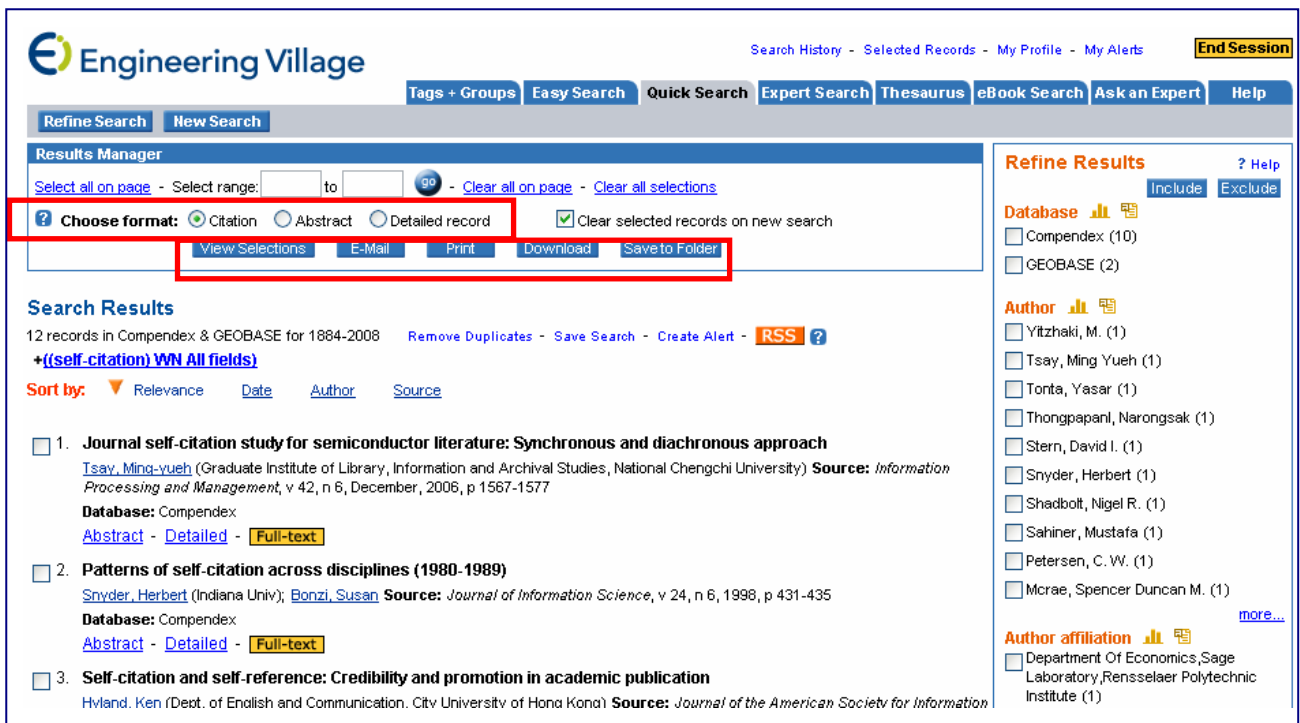 Engineering Village
Search History - Selected Records - My Profile - My Alerts
End Session
Tags + Groups Easy Search Quick Search Expert Search Thesaurus eBook Search Ask an Expert Help
Refine Search New Search
Results Manager
Select all on page - Select range: to go - Clear all on page - Clear all selections
? Choose format: Citation Abstract Detailed record Clear selected records on new search
View Selections E-Mail Print Download Save to Folder
Search Results
12 records in Compendex & GEOBASE for 1884-2008 Remove Duplicates - Save Search - Create Alert - RSS ?
+((self-citation) WN All fields)
Sort by: Relevance Date Author Source
1. Journal self-citation study for semiconductor literature: Synchronous and diachronous approach
Tsay, Ming-yueh (Graduate Institute of Library, Information and Archival Studies, National Chengchi University) Source: Information
Processing and Management, v 42, n 6, December, 2006, p 1567-1577
Database: Compendex
Abstract - Detailed - Full-text
2. Patterns of self-citation across disciplines (1980-1989)
Snyder, Herbert (Indiana Univ); Bonzi, Susan Source: Journal of Information Science, v 24, n 6, 1998, p 431-435
Database: Compendex
Abstract - Detailed - Full-text
3. Self-citation and self-reference: Credibility and promotion in academic publication
Hyland, Ken (Dept. of English and Communication, City University of Hong Kong) Source: Journal of the American Society for Information
Refine Results
? Help
Include Exclude
Database
Compendex (10)
GEOBASE (2)
Author
Yitzhaki, M. (1)
Tsay, Ming Yueh (1)
Tonta, Yasar (1)
Thongpapanl, Narongsak (1)
Stern, David I. (1)
Snyder, Herbert (1)
Shadbolt, Nigel R. (1)
Sahiner, Mustafa (1)
Petersen, C. W. (1)
Mcrae, Spencer Duncan M. (1)
more...
Author affiliation
Department Of Economics,Sage
Laboratory,Rensselaer Polytechnic
Institute (1)